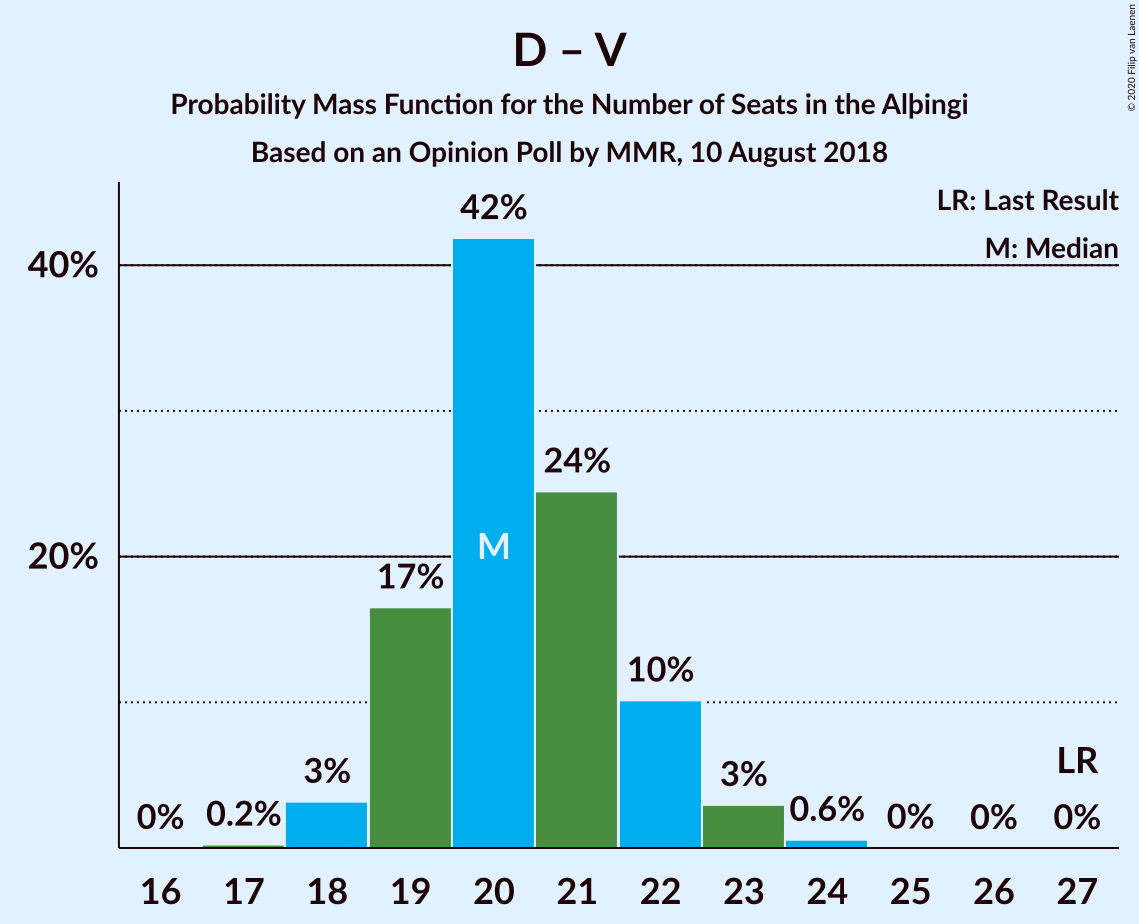 D – V
Probability Mass Function for the Number of Seats in the Alþingi
Based on an Opinion Poll by MMR, 10 August 2018
© 2020 Filip van Laenen
LR: Last Result
M: Median
42%
40%
24%
M
20%
17%
10%
3%
3%
LR
0%
0.2%
0.6%
0%
0%
0%
16 17 18 19 20 21 22 23 24 25 26 27